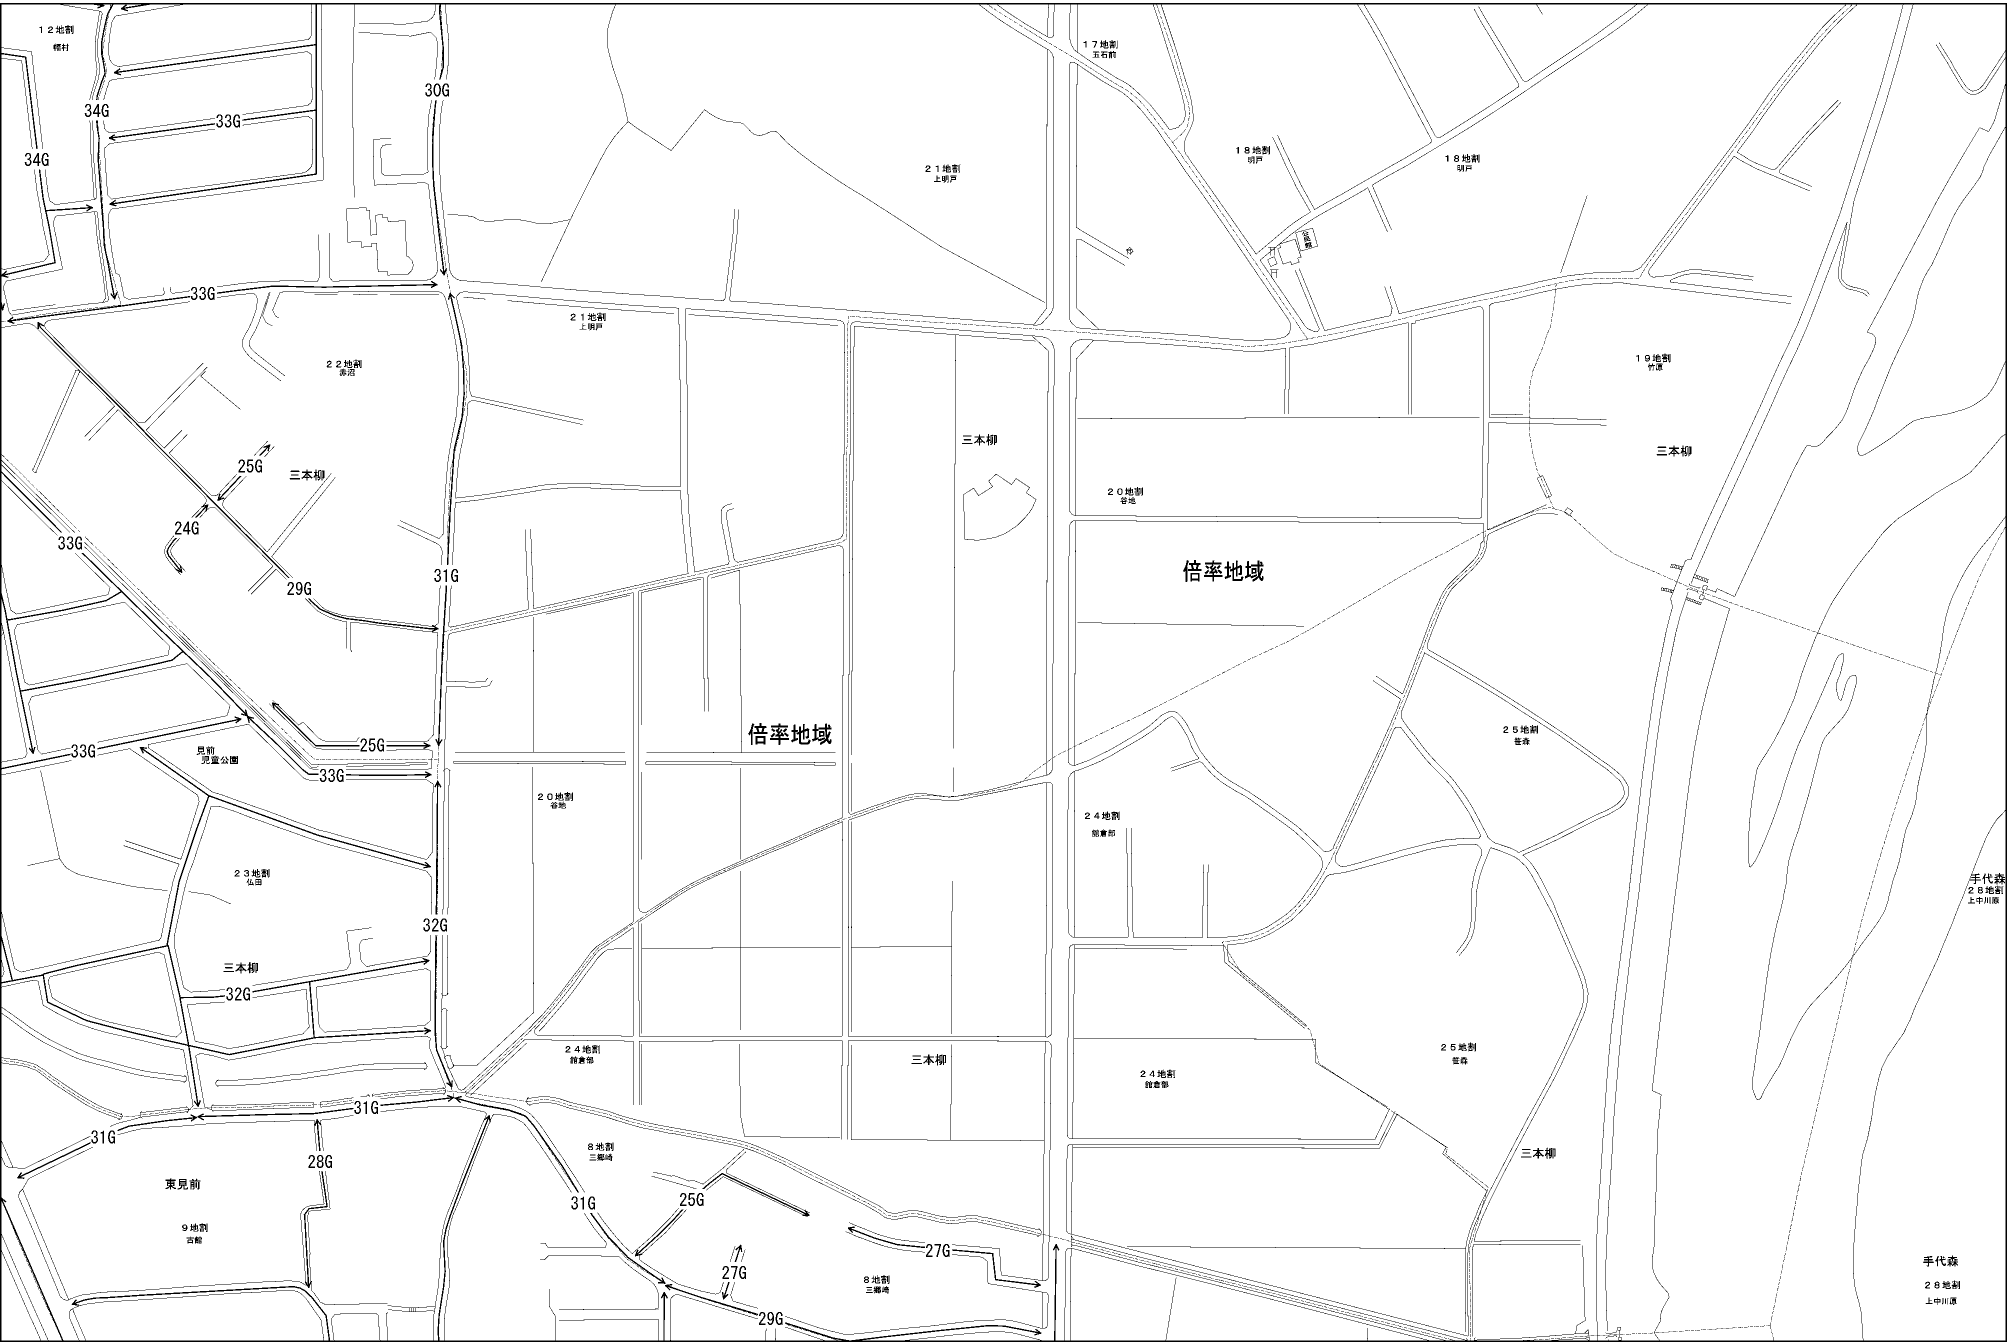 １２地割
幅村
34G
34G
33G
30G
33G
１７地割
五石前
１８地割
明戸
１８地割
明戸
公民館
２１地割
上明戸
２１地割
上明戸
２２地割
赤沼
１９地割
竹原
三本柳
三本柳
三本柳
２０地割
谷地
倍率地域
25G
24G
33G
29G
31G
倍率地域
25G
33G
33G
見前
児童公園
２５地割
笹森
２０地割
谷地
２４地割
館倉部
２３地割
仏田
32G
手代森
２８地割
上中川原
三本柳
32G
２４地割
館倉部
三本柳
２４地割
館倉部
２５地割
笹森
31G
31G
28G
東見前
９地割
古館
８地割
三郷崎
三本柳
31G
25G
27G
27G
８地割
三郷崎
29G
手代森
２８地割
上中川原